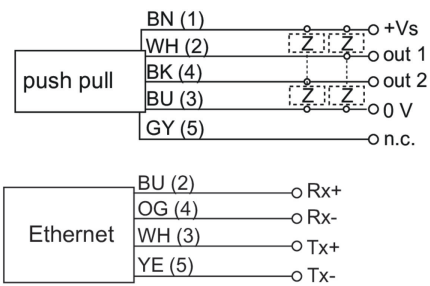 BN (1)
+Vs
WH (2)
Z Z
out 1
push pull
BK (4)
out 2
BU (3)
Z Z
0 V
GY (5)
n.c.
BU (2)
Rx+
OG (4)
Rx-
Ethernet
WH (3)
Tx+
YE (5)
Tx-